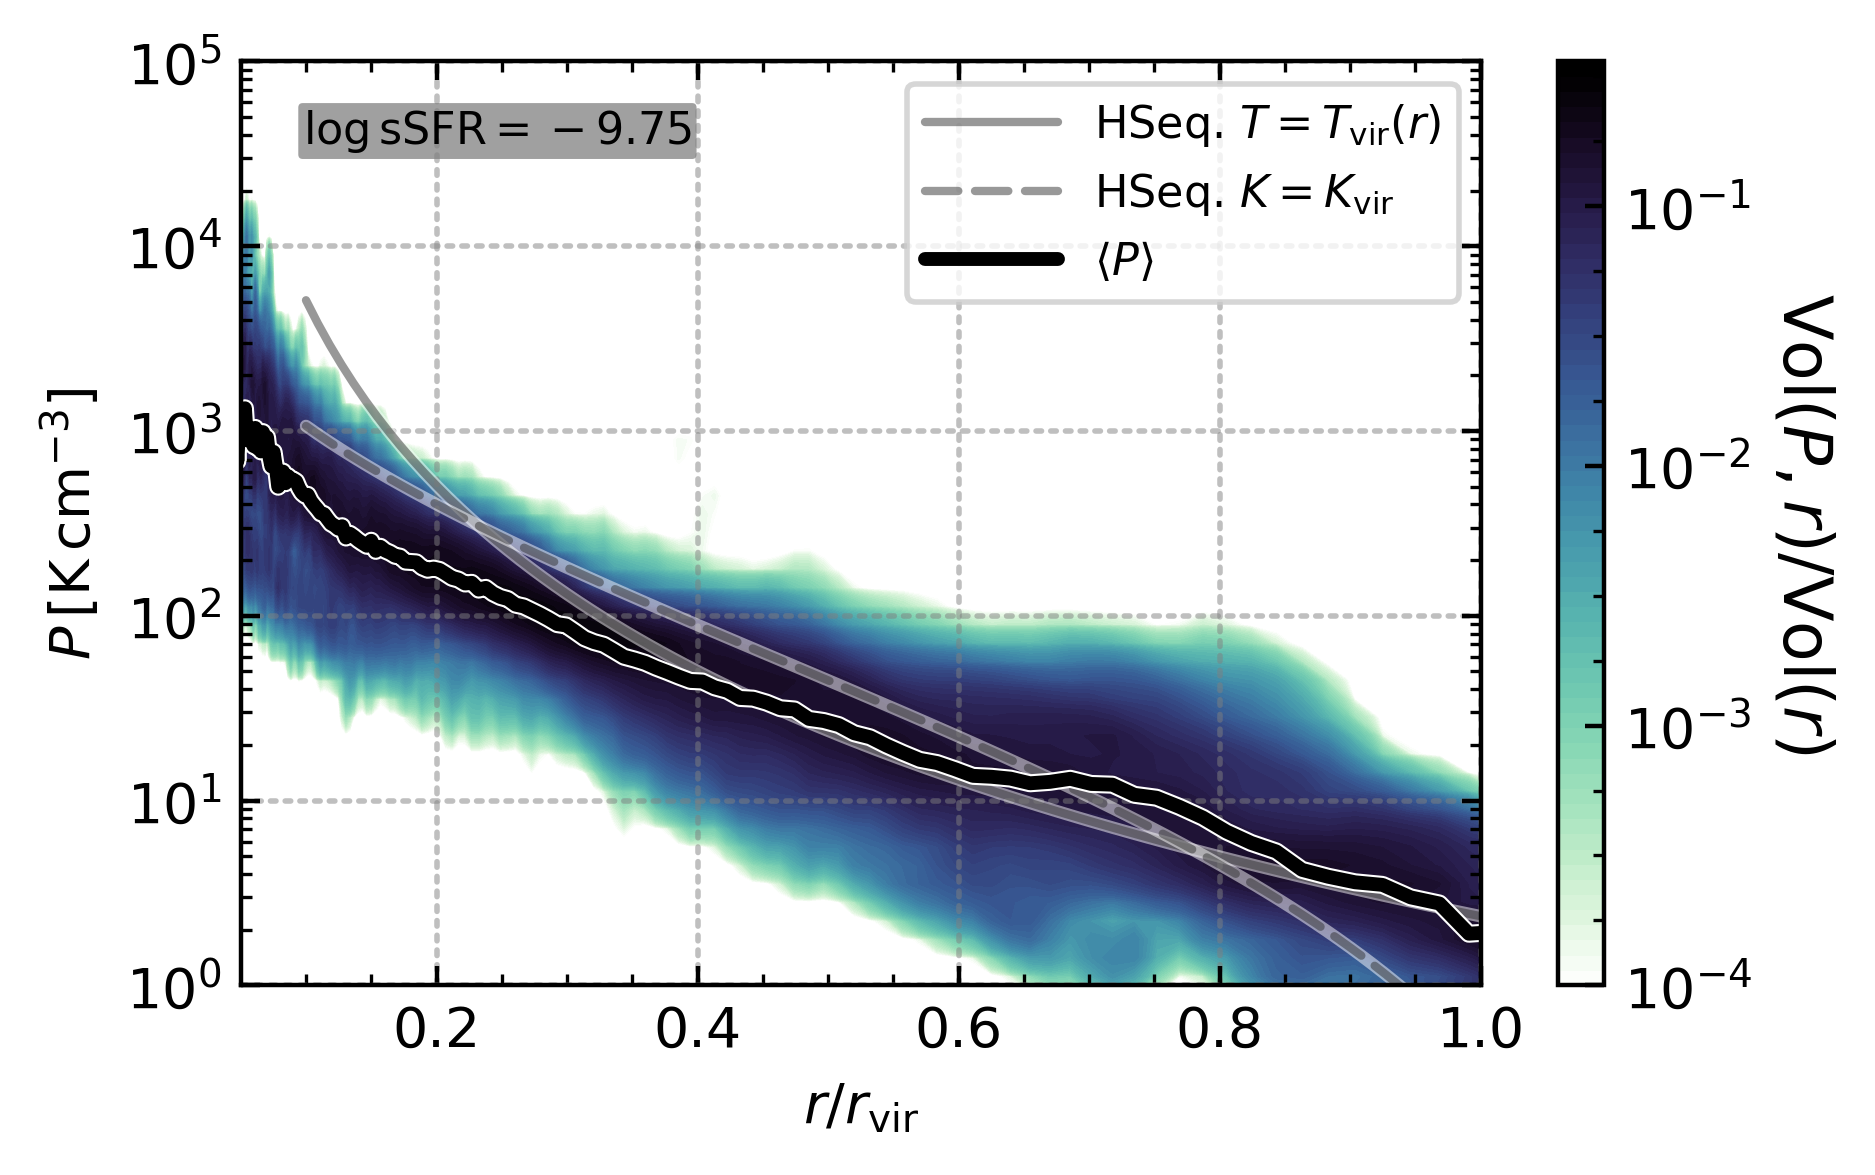 10^5
10^4
10^3
10^2
10^1
10^0
P [K cm^−3]
log sSFR = −9.75
HSeq. T = T_vir(r)
HSeq. K = K_vir
⟨P⟩
0.2 0.4 0.6 0.8 1.0
r/r_vir
10^−1
10^−2
10^−3
10^−4
Vol(P, r)/Vol(r)